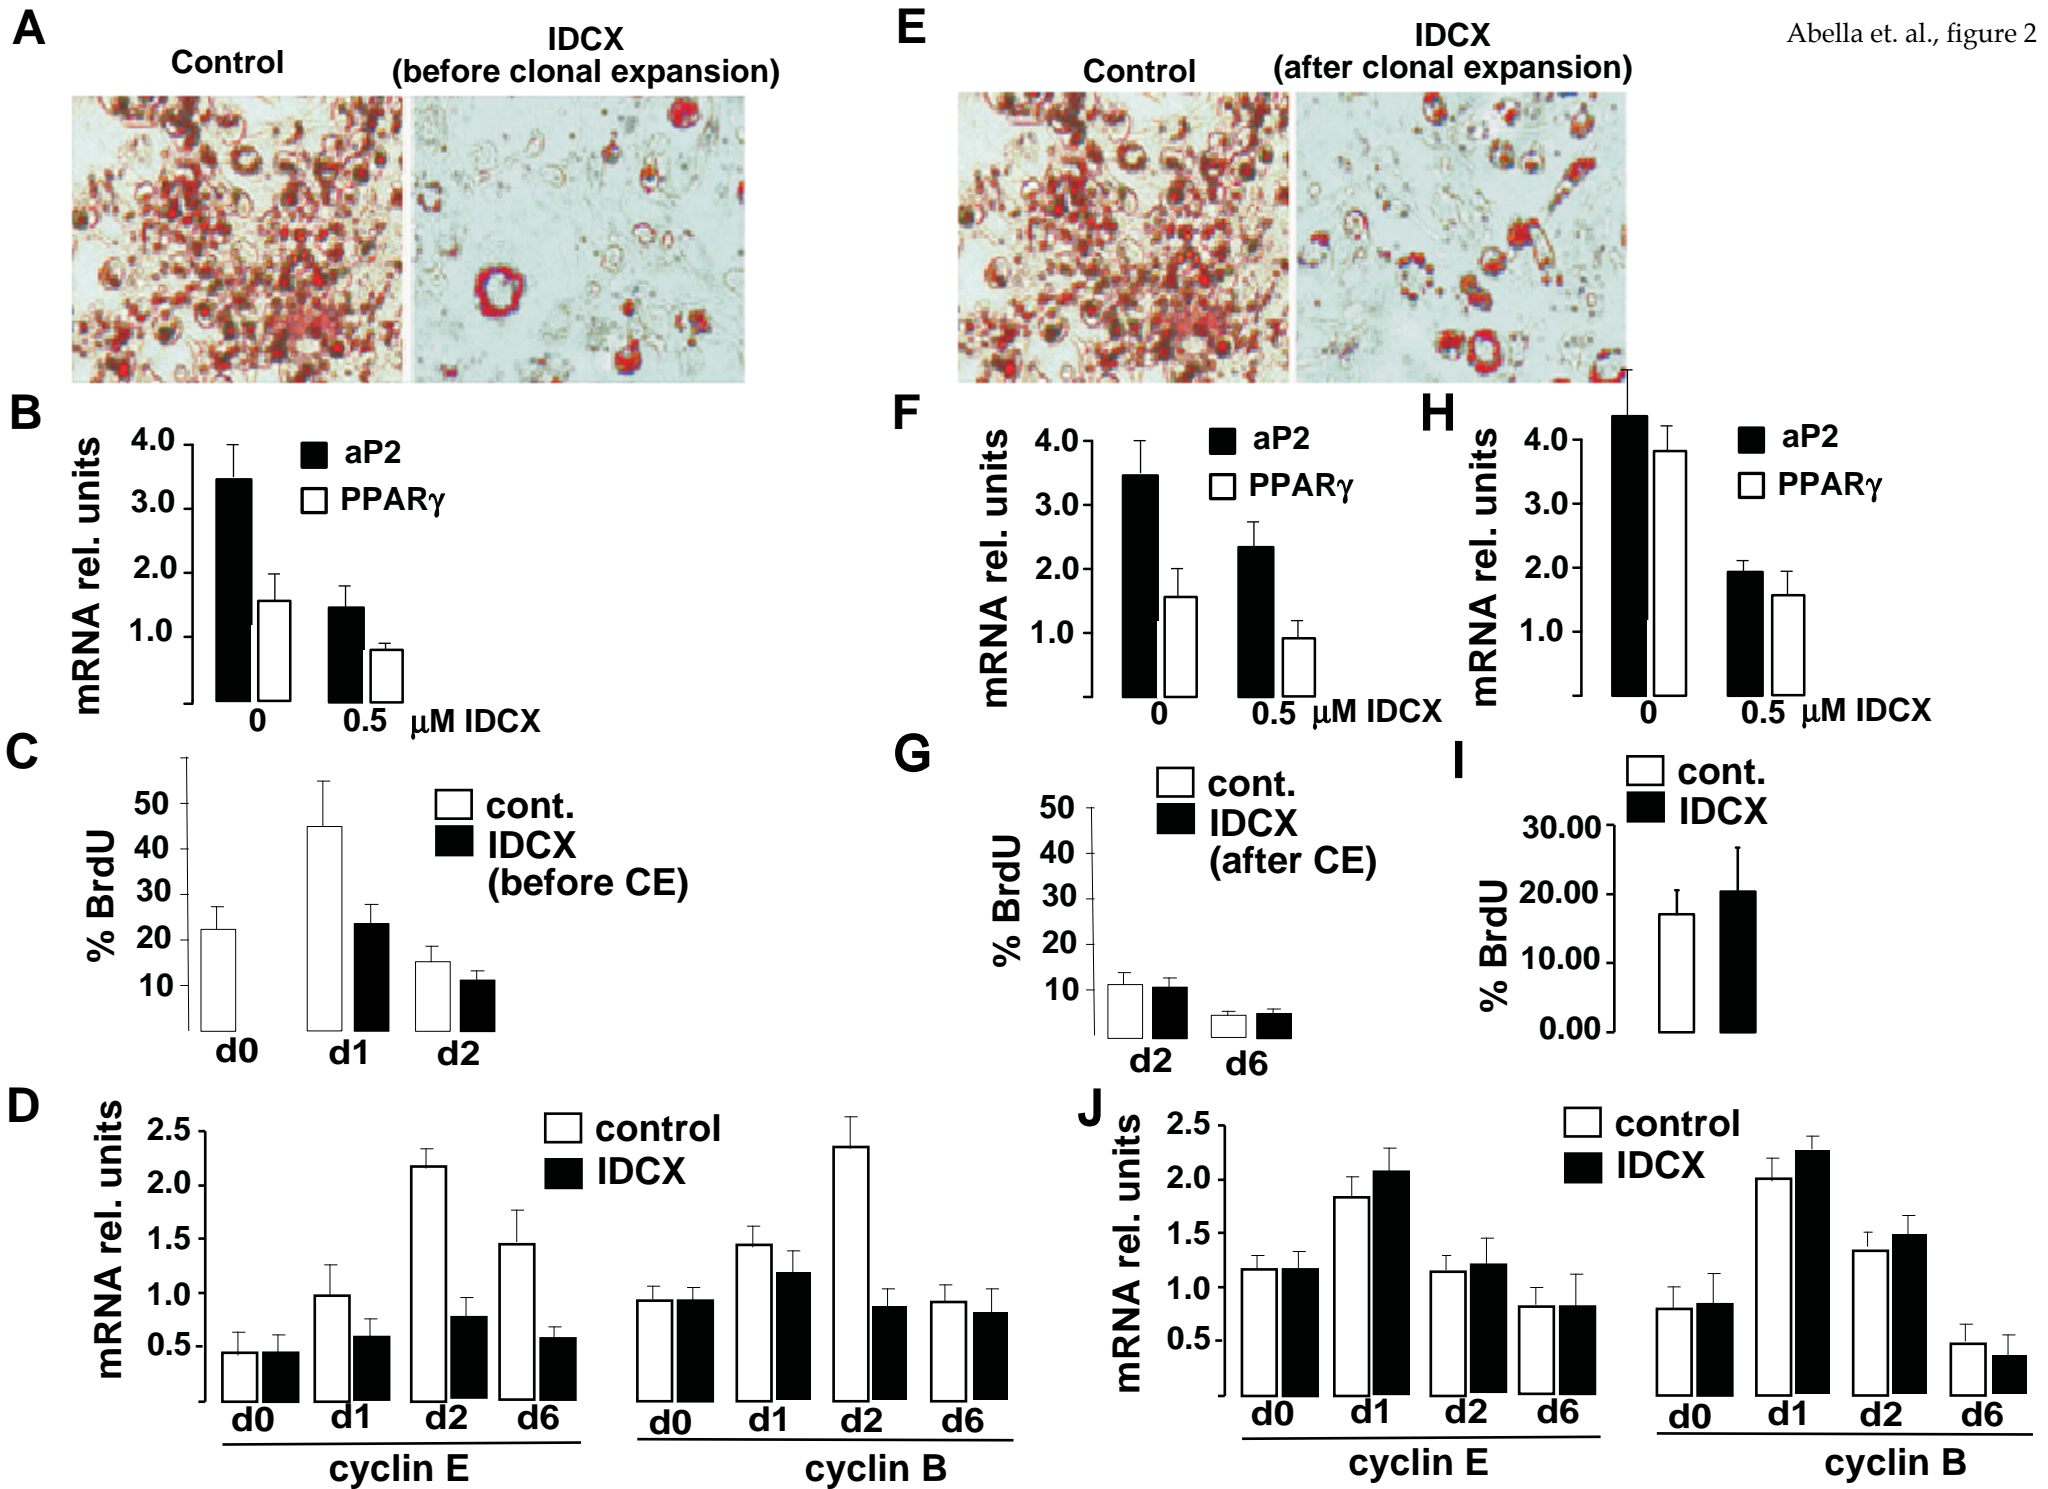 A
Control
IDCX
(before clonal expansion)
E
Control
IDCX
(after clonal expansion)
Abella et. al., figure 2
B
mRNA rel. units
4.0
3.0
2.0
1.0
aP2
PPARγ
0
0.5
μM IDCX
F
mRNA rel. units
4.0
3.0
2.0
1.0
aP2
PPARγ
0
0.5
μM IDCX
H
mRNA rel. units
4.0
3.0
2.0
1.0
aP2
PPARγ
0
0.5
μM IDCX
C
% BrdU
50
40
30
20
10
cont.
IDCX
(before CE)
d0
d1
d2
G
% BrdU
50
40
30
20
10
cont.
IDCX
(after CE)
d2
d6
I
% BrdU
30.00
20.00
10.00
0.00
cont.
IDCX
D
mRNA rel. units
2.5
2.0
1.5
1.0
0.5
control
IDCX
d0
d1
d2
d6
d0
d1
d2
d6
cyclin E
cyclin B
J
mRNA rel. units
2.5
2.0
1.5
1.0
0.5
control
IDCX
d0
d1
d2
d6
d0
d1
d2
d6
cyclin E
cyclin B